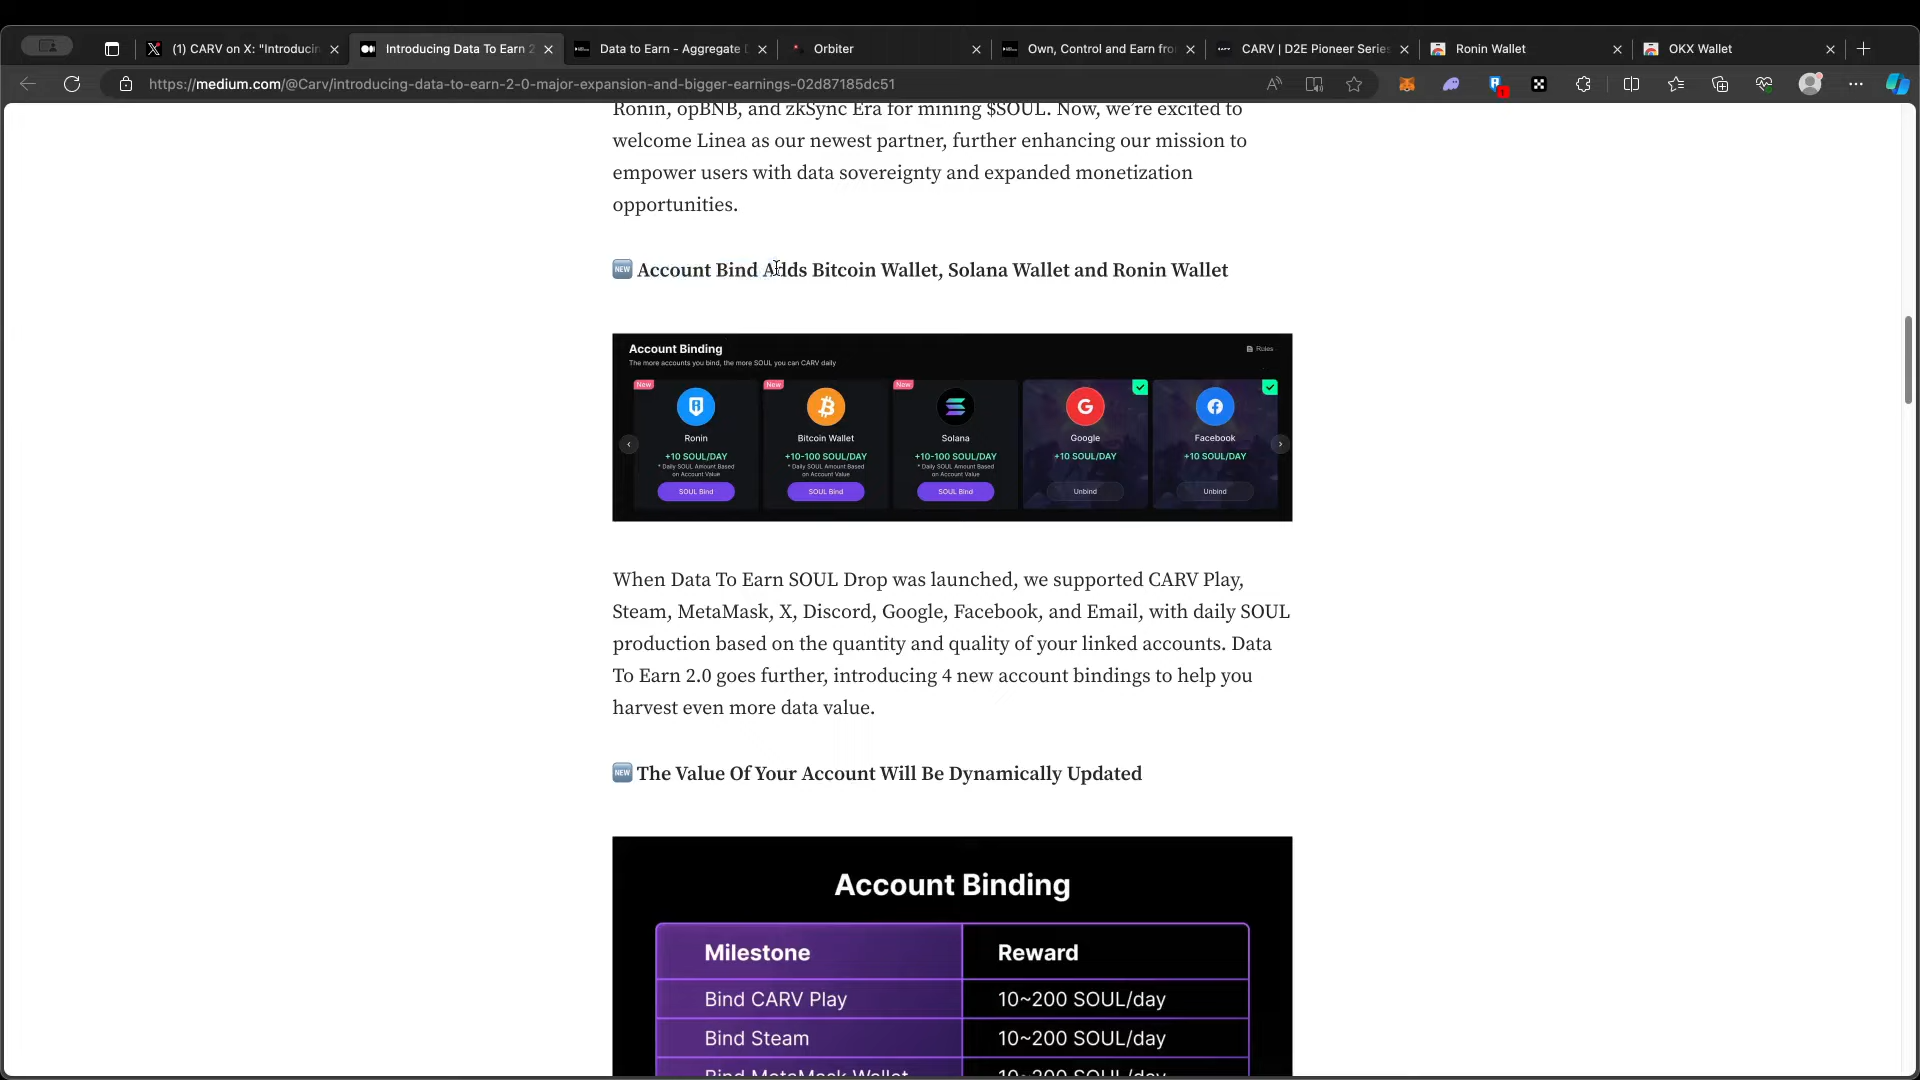 (1) CARV on X: "Introducin
Introducing Data To Earn 2
Data to Earn - Aggregate D
Orbiter
Own, Control and Earn fro
CARV | D2E Pioneer Series
Ronin Wallet
OKX Wallet
https://medium.com/@Carv/introducing-data-to-earn-2-0-major-expansion-and-bigger-earnings-02d87185dc51
1
Ronin, opBNB, and zkSync Era for mining $SOUL. Now, we're excited to
welcome Linea as our newest partner, further enhancing our mission to
empower users with data sovereignty and expanded monetization
opportunities.
🆕 Account Bind Adds Bitcoin Wallet, Solana Wallet and Ronin Wallet
Account Binding
The more accounts you bind, the more SOUL you can CARV daily
Rules
New
Ronin
+10 SOUL/DAY
* Daily SOUL Amount Based
on Account Value
SOUL Bind
New
Bitcoin Wallet
+10-100 SOUL/DAY
* Daily SOUL Amount Based
on Account Value
SOUL Bind
New
Solana
+10-100 SOUL/DAY
* Daily SOUL Amount Based
on Account Value
SOUL Bind
Google
+10 SOUL/DAY
Unbind
Facebook
+10 SOUL/DAY
Unbind
When Data To Earn SOUL Drop was launched, we supported CARV Play,
Steam, MetaMask, X, Discord, Google, Facebook, and Email, with daily SOUL
production based on the quantity and quality of your linked accounts. Data
To Earn 2.0 goes further, introducing 4 new account bindings to help you
harvest even more data value.
🆕 The Value Of Your Account Will Be Dynamically Updated
Account Binding
Milestone Reward
Bind CARV Play 10~200 SOUL/day
Bind Steam 10~200 SOUL/day
Bind MetaMask Wallet 10~200 SOUL/day